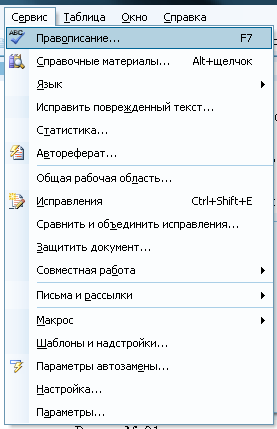 Сервис Таблица Окно Справка
ABC Правописание... F7
Справочные материалы... Alt+щелчок
Язык
Исправить поврежденный текст...
Статистика...
Автореферат...
Общая рабочая область...
Исправления Ctrl+Shift+E
Сравнить и объединить исправления...
Защитить документ...
Совместная работа
Письма и рассылки
Макрос
Шаблоны и надстройки...
Параметры автозамены...
Настройка...
Параметры...